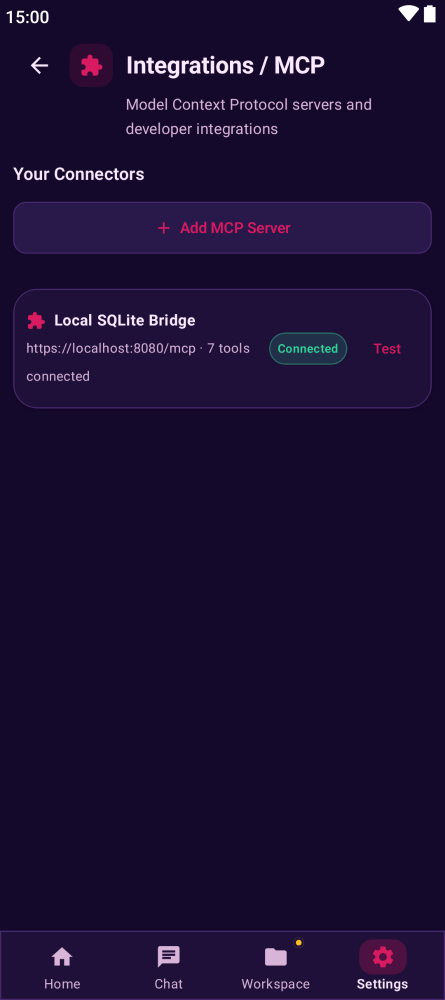 15:00
Integrations / MCP
Model Context Protocol servers and
developer integrations
Your Connectors
Add MCP Server
Local SQLite Bridge
https://localhost:8080/mcp · 7 tools
connected
Connected
Test
Home
Chat
Workspace
Settings